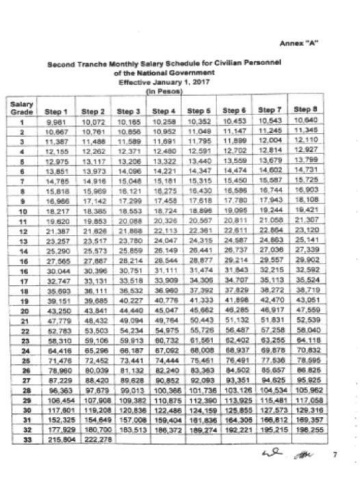 Annex "A"
Second Tranche Monthly Salary Schedule for Civilian Personnel
of the National Government
Effective January 1, 2017
(In Pesos)
Salary Grade Step 1 Step 2 Step 3 Step 4 Step 5 Step 6 Step 7 Step 8
1 9,981 10,072 10,165 10,258 10,352 10,453 10,543 10,640
2 10,667 10,761 10,856 10,952 11,049 11,147 11,245 11,345
3 11,387 11,488 11,589 11,691 11,795 11,899 12,004 12,110
4 12,155 12,262 12,371 12,480 12,591 12,702 12,814 12,927
5 12,975 13,117 13,206 13,322 13,440 13,559 13,679 13,799
6 13,851 13,973 14,096 14,221 14,347 14,474 14,602 14,731
7 14,785 14,916 15,048 15,181 15,315 15,450 15,587 15,725
8 15,818 15,969 16,121 16,275 16,430 16,586 16,744 16,903
9 16,986 17,142 17,299 17,458 17,618 17,780 17,943 18,108
10 18,217 18,385 18,553 18,724 18,896 19,095 19,244 19,421
11 19,620 19,853 20,088 20,326 20,567 20,811 21,058 21,307
12 21,387 21,626 21,868 22,113 22,361 22,611 22,864 23,120
13 23,257 23,517 23,780 24,047 24,315 24,587 24,863 25,141
14 25,290 25,573 25,859 26,149 26,441 26,737 27,036 27,339
15 27,565 27,887 28,214 28,544 28,877 29,214 29,557 29,902
16 30,044 30,396 30,751 31,111 31,474 31,843 32,215 32,592
17 32,747 33,131 33,518 33,909 34,306 34,707 35,113 35,524
18 35,693 36,111 36,532 36,960 37,392 37,829 38,272 38,719
19 39,151 39,685 40,227 40,776 41,333 41,898 42,470 43,051
20 43,250 43,841 44,440 45,047 45,662 46,285 46,917 47,559
21 47,779 48,432 49,094 49,764 50,443 51,132 51,831 52,539
22 52,783 53,503 54,234 54,975 55,726 56,487 57,258 58,040
23 58,310 59,106 59,913 60,732 61,561 62,402 63,255 64,118
24 64,416 65,296 66,187 67,092 68,008 68,937 69,878 70,832
25 71,476 72,452 73,441 74,444 75,461 76,491 77,536 78,595
26 78,960 80,039 81,132 82,240 83,363 84,502 85,657 86,825
27 87,229 88,420 89,628 90,852 92,093 93,351 94,625 95,925
28 96,363 97,679 99,013 100,366 101,736 103,126 104,534 105,962
29 106,454 107,908 109,382 110,875 112,390 113,925 115,481 117,058
30 117,601 119,208 120,836 122,486 124,159 125,855 127,573 129,316
31 152,325 154,649 157,008 159,404 161,836 164,305 166,812 169,357
32 177,929 180,700 183,513 186,372 189,274 192,221 195,215 198,255
33 215,804 222,278
7